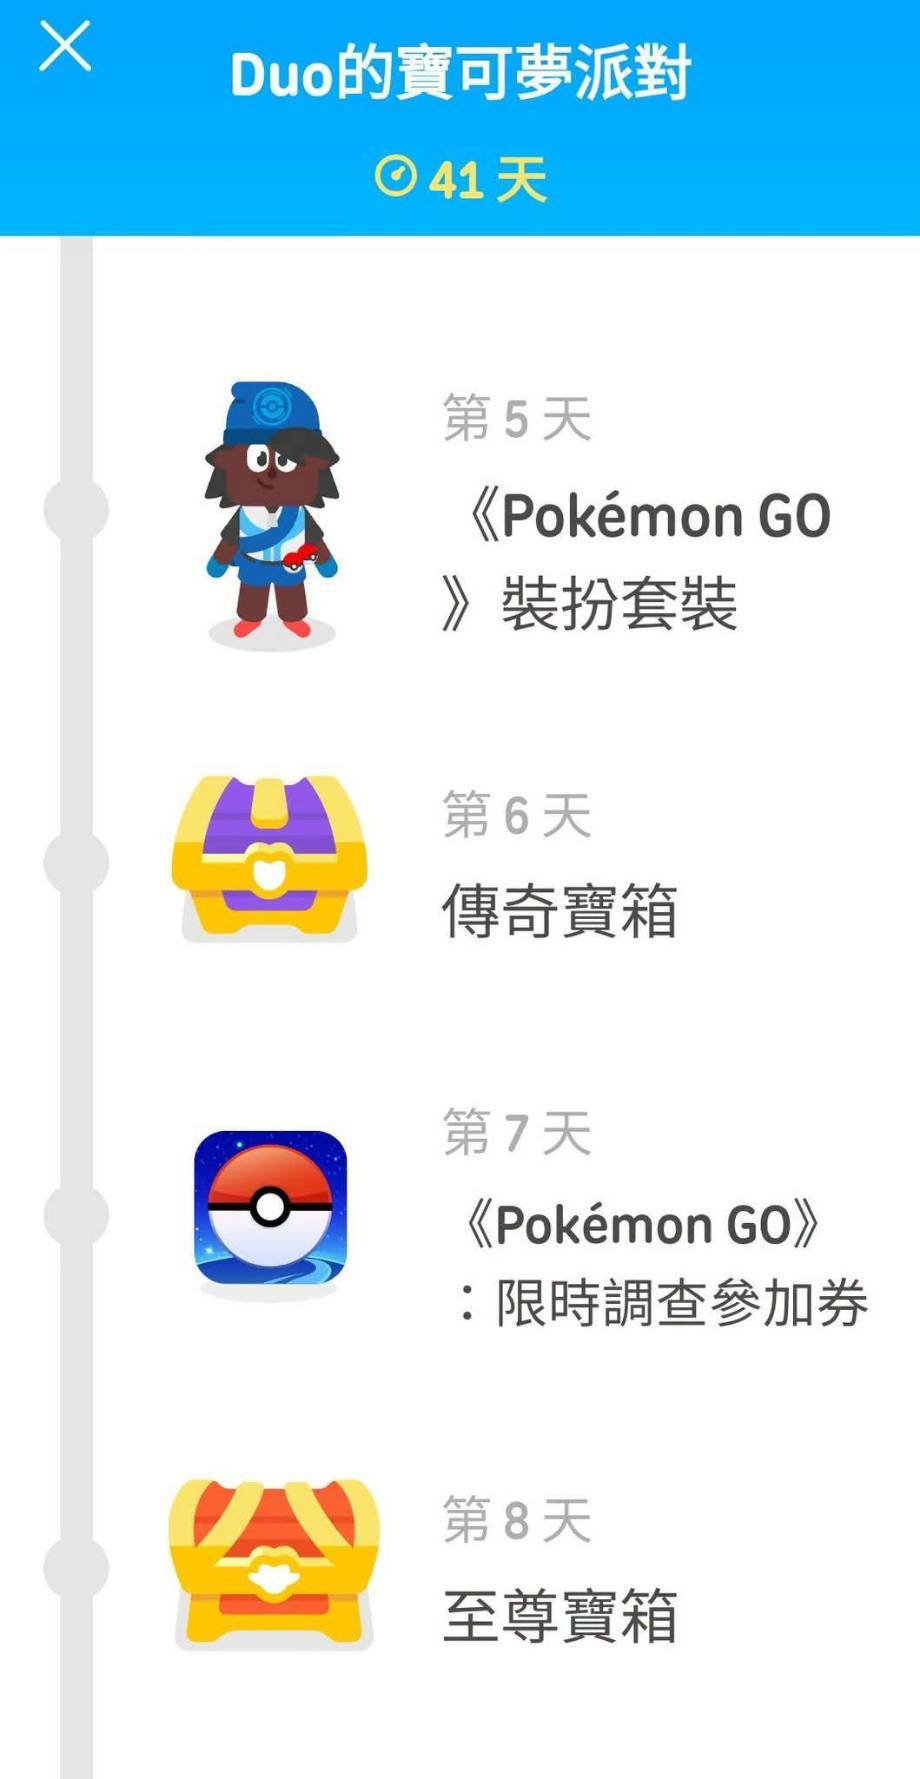 Duo的寶可夢派對
41 天
第 5 天
《Pokémon GO
》裝扮套裝
第 6 天
傳奇寶箱
第 7 天
《Pokémon GO》
：限時調查參加券
第 8 天
至尊寶箱